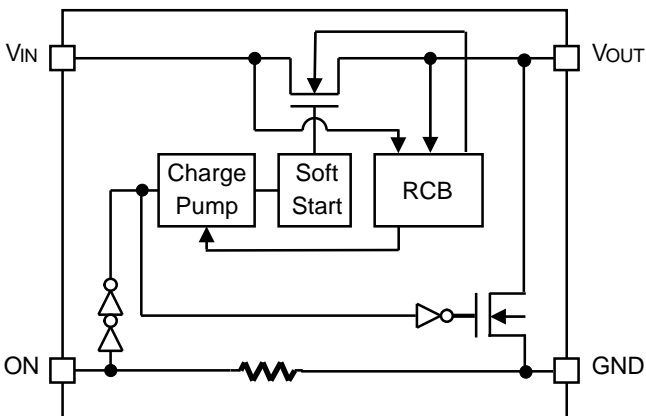 VIN
VOUT
Charge
Pump
Soft
Start
RCB
ON
GND